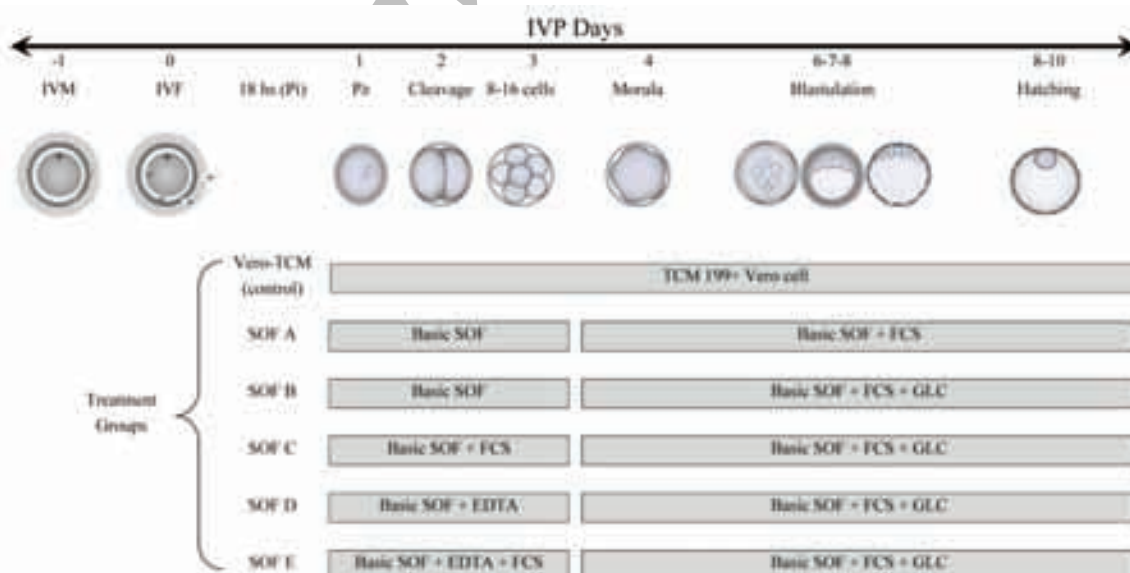 IVP Days
-1 0 1 2 3 4 6-7-8 8-10
IVM IVF 18 hs (Pi) Pz Cleavage 8-16 cells Morula Blastulation Hatching
Vero-TCM
(control)
TCM 199+ Vero cell
SOF A Basic SOF Basic SOF + FCS
SOF B Basic SOF Basic SOF + FCS + GLC
Treatment
Groups
SOF C Basic SOF + FCS Basic SOF + FCS + GLC
SOF D Basic SOF + EDTA Basic SOF + FCS + GLC
SOF E Basic SOF + EDTA + FCS Basic SOF + FCS + GLC